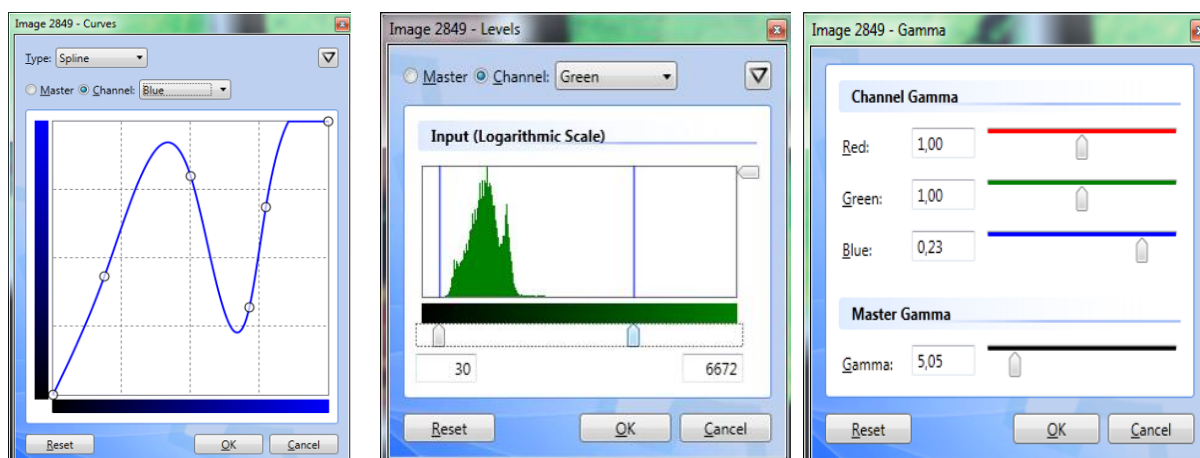 Image 2849 - Curves
Type: Spline
Master Channel: Blue
Reset OK Cancel
Image 2849 - Levels
Master Channel: Green
Input (Logarithmic Scale)
30 6672
Reset OK Cancel
Image 2849 - Gamma
Channel Gamma
Red: 1,00
Green: 1,00
Blue: 0,23
Master Gamma
Gamma: 5,05
Reset OK Cancel